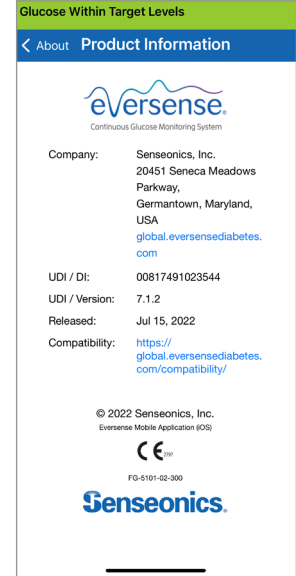 Glucose Within Target Levels
About Product Information
eversense.
Continuous Glucose Monitoring System
Company: Senseonics, Inc.
20451 Seneca Meadows
Parkway,
Germantown, Maryland,
USA
global.eversensediabetes.
com
UDI / DI: 00817491023544
UDI / Version: 7.1.2
Released: Jul 15, 2022
Compatibility: https://
global.eversensediabetes.
com/compatibility/
© 2022 Senseonics, Inc.
Eversense Mobile Application (iOS)
CE
FG-5101-02-300
Senseonics.